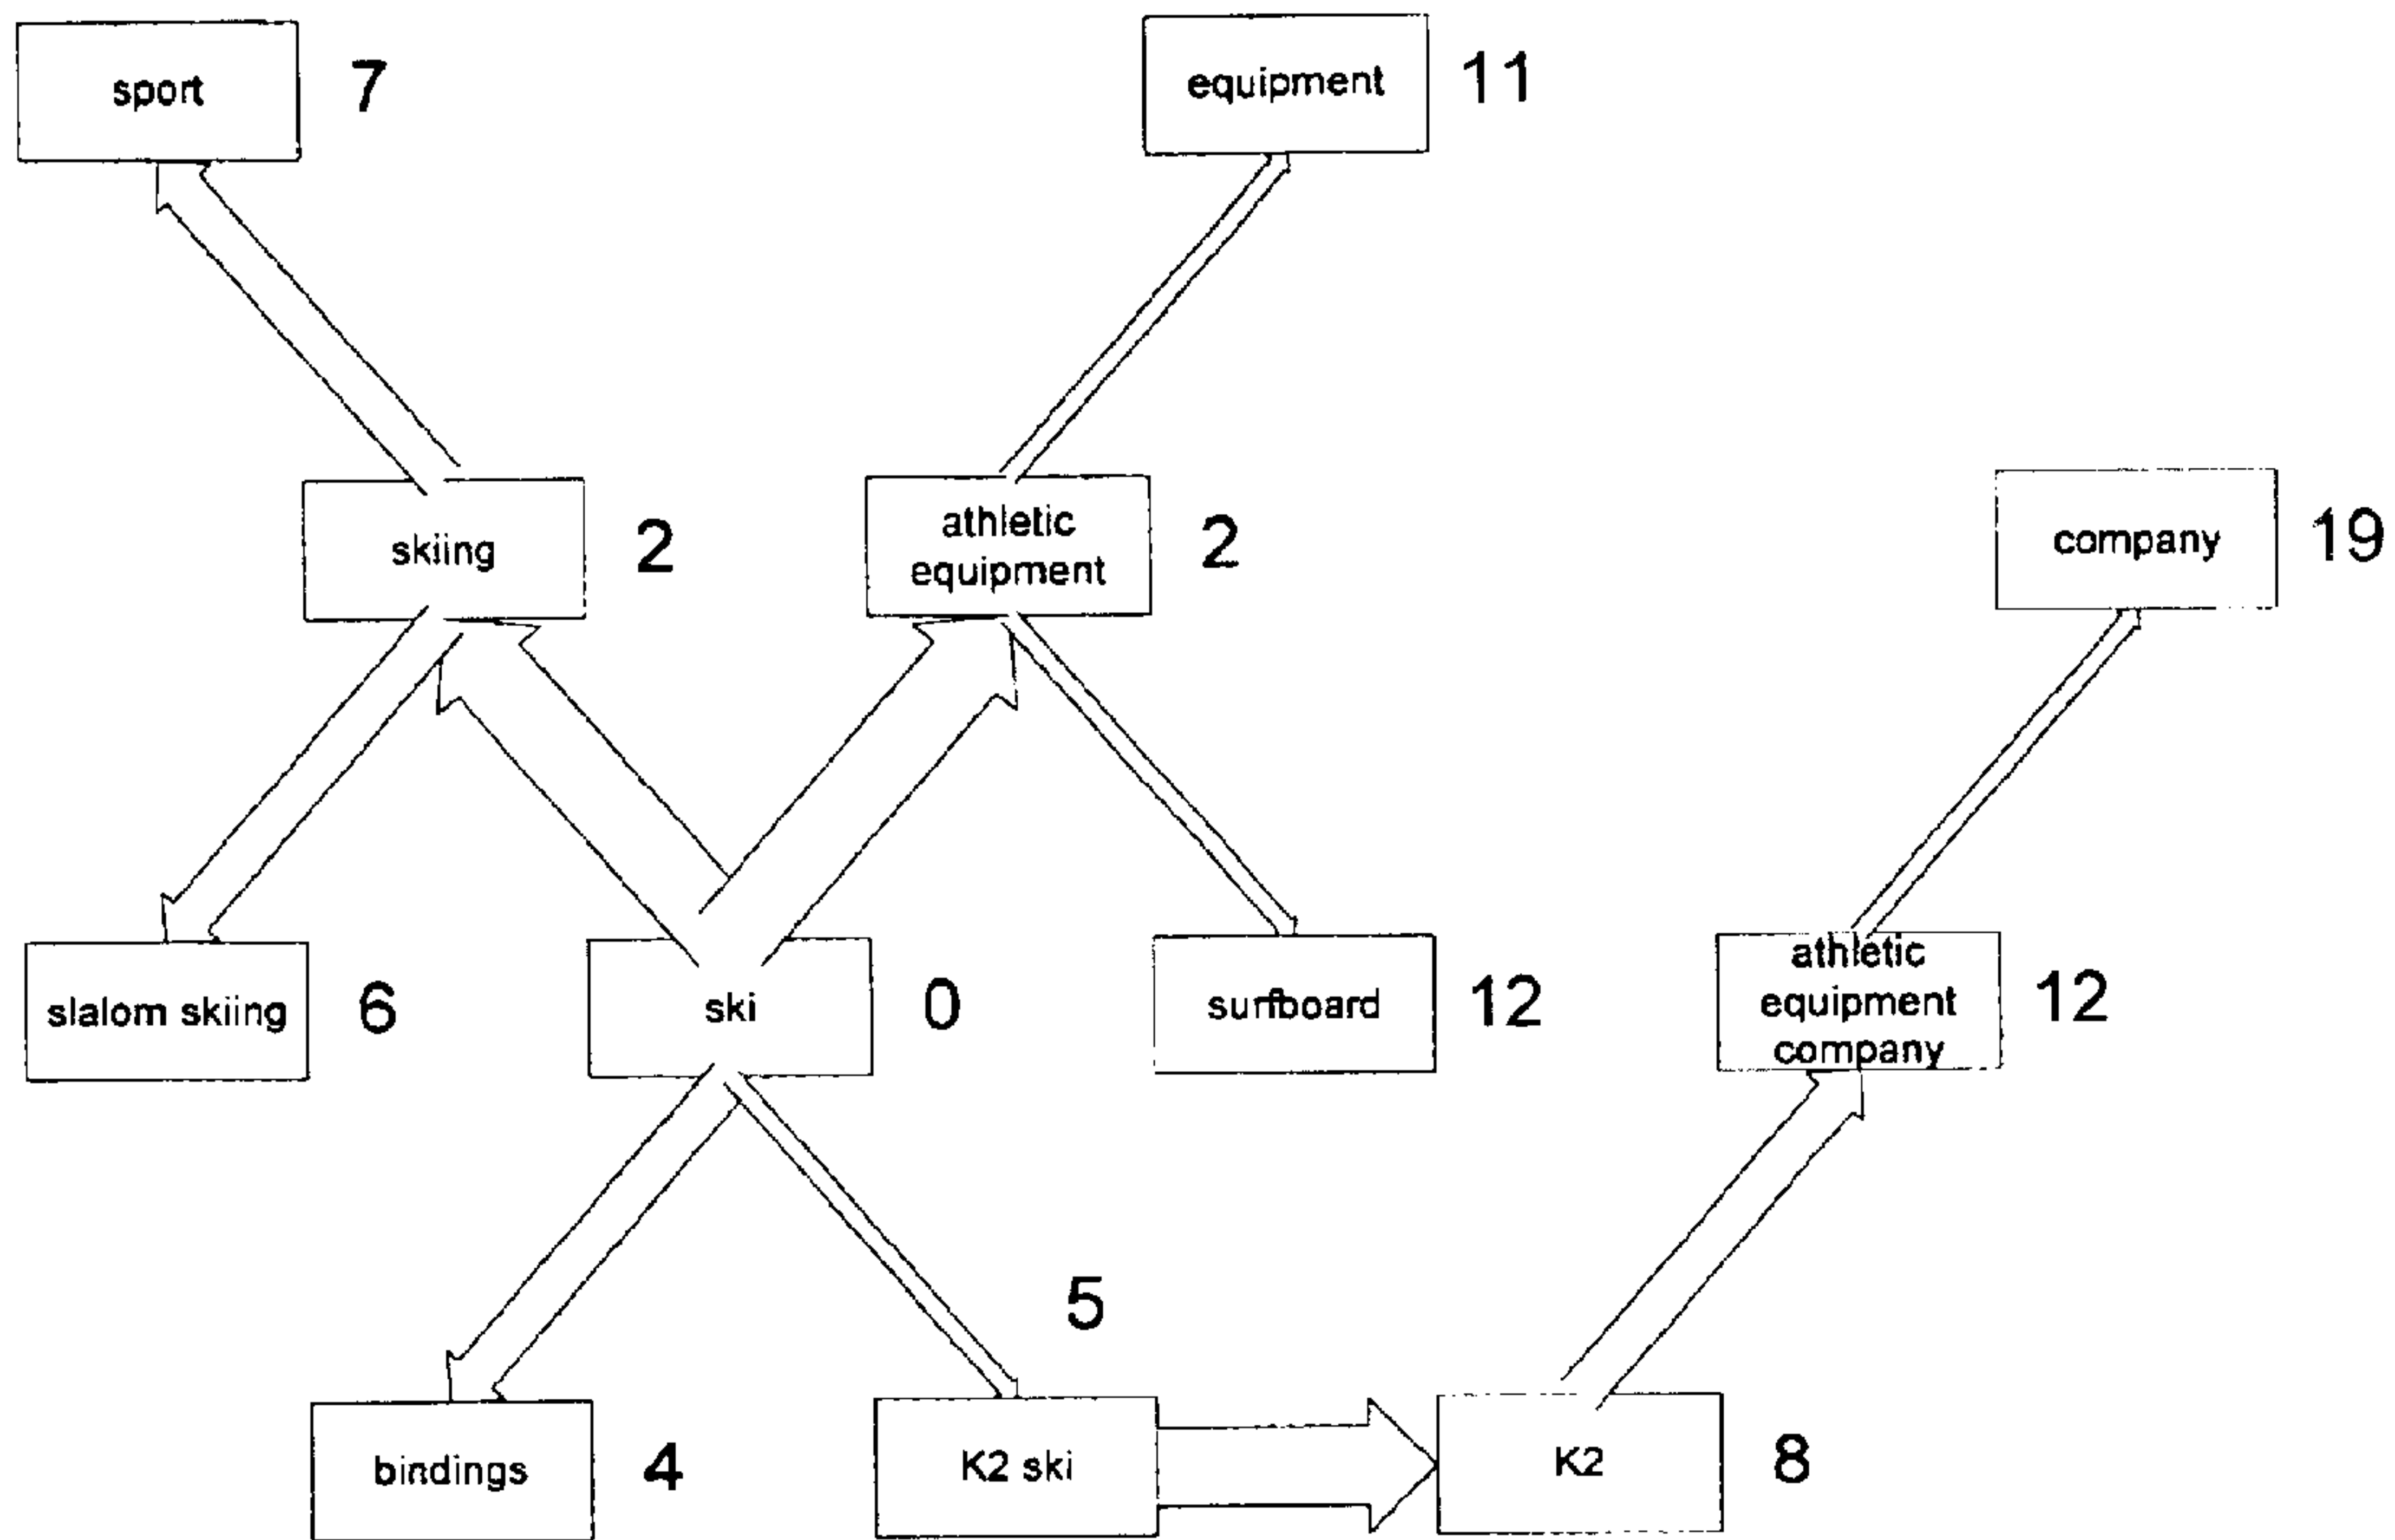 sport
7
equipment
11
skiing
2
athletic
equipment
2
company
19
slalom skiing
6
ski
0
surfboard
12
athletic
equipment
company
12
5
bindings
4
K2 ski
K2
8